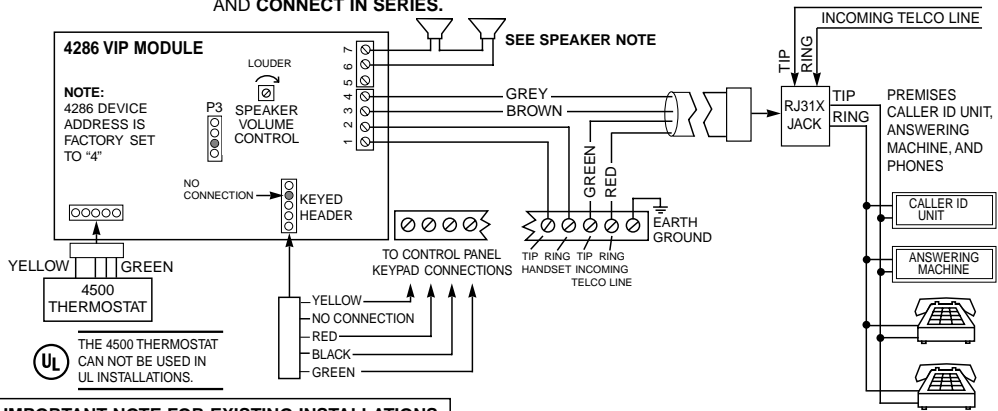 AND CONNECT IN SERIES.
4286 VIP MODULE
NOTE:
4286 DEVICE
ADDRESS IS
FACTORY SET
TO “4”
P3
LOUDER
SPEAKER
VOLUME
CONTROL
NO
CONNECTION
KEYED
HEADER
7
6
5
4
3
2
1
SEE SPEAKER NOTE
GREY
BROWN
GREEN
RED
INCOMING TELCO LINE
TIP
RING
RJ31X
JACK
TIP
RING
PREMISES
CALLER ID UNIT,
ANSWERING
MACHINE, AND
PHONES
CALLER ID
UNIT
ANSWERING
MACHINE
EARTH
GROUND
TIP RING TIP RING
HANDSET INCOMING
TELCO LINE
TO CONTROL PANEL
KEYPAD CONNECTIONS
YELLOW
GREEN
4500
THERMOSTAT
YELLOW
NO CONNECTION
RED
BLACK
GREEN
UL
THE 4500 THERMOSTAT
CAN NOT BE USED IN
UL INSTALLATIONS.
IMPORTANT NOTE FOR EXISTING INSTALLATIONS